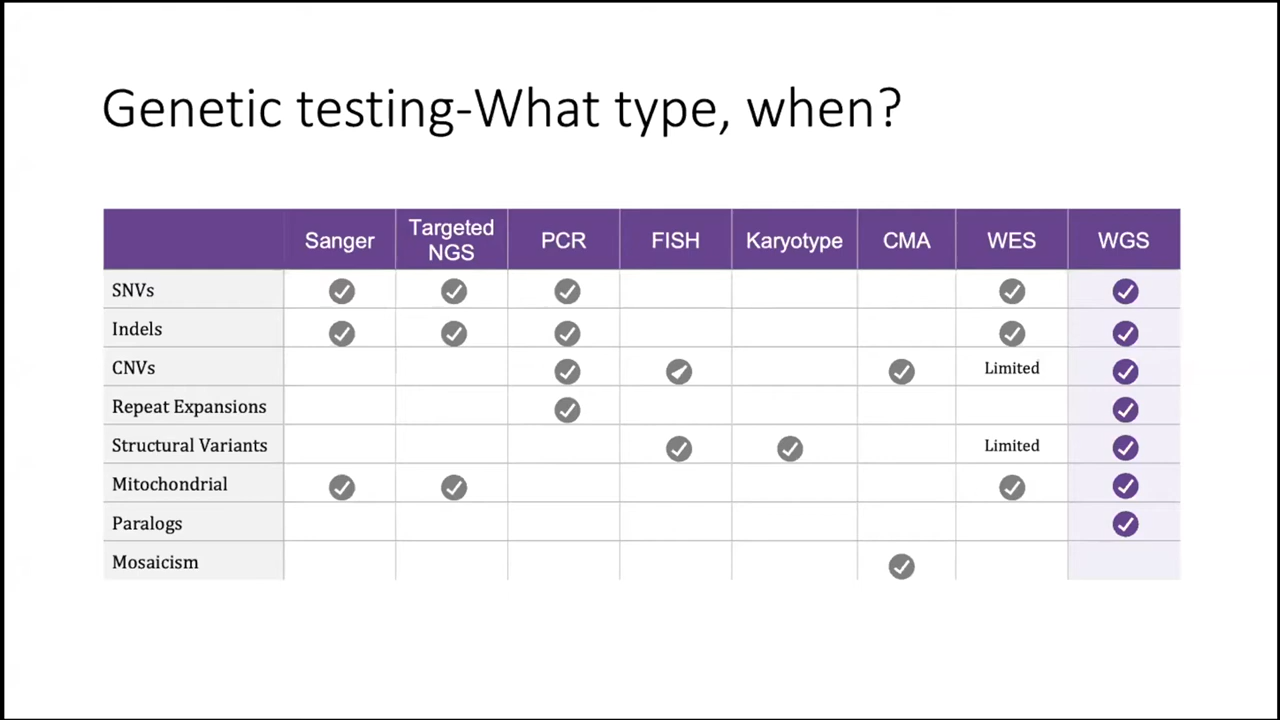 Genetic testing-What type, when?
Sanger Targeted NGS PCR FISH Karyotype CMA WES WGS
SNVs
Indels
CNVs Limited
Repeat Expansions
Structural Variants Limited
Mitochondrial
Paralogs
Mosaicism